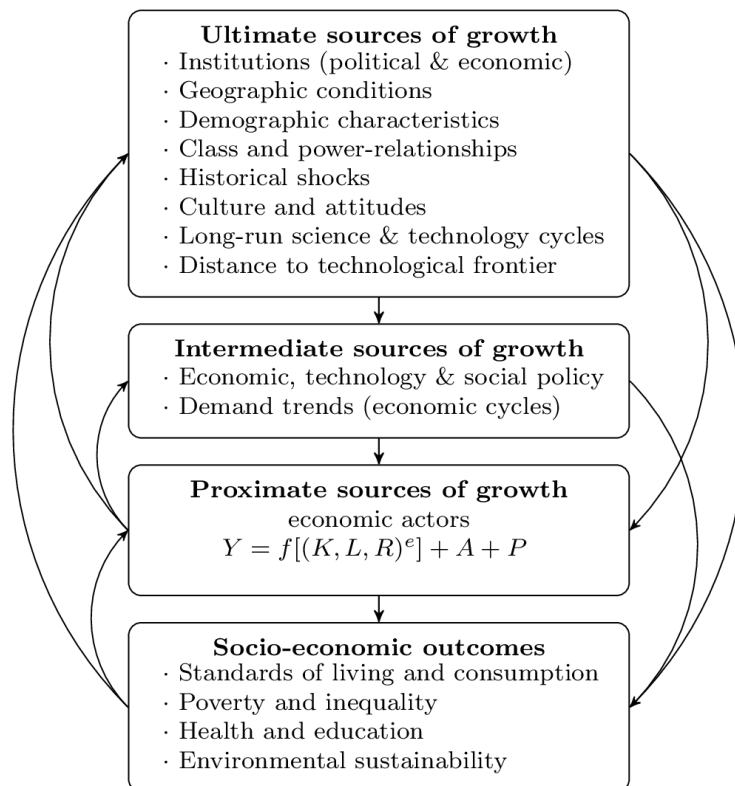 Ultimate sources of growth
· Institutions (political & economic)
· Geographic conditions
· Demographic characteristics
· Class and power-relationships
· Historical shocks
· Culture and attitudes
· Long-run science & technology cycles
· Distance to technological frontier
Intermediate sources of growth
· Economic, technology & social policy
· Demand trends (economic cycles)
Proximate sources of growth
economic actors
Y = f[(K, L, R)^e] + A + P
Socio-economic outcomes
· Standards of living and consumption
· Poverty and inequality
· Health and education
· Environmental sustainability